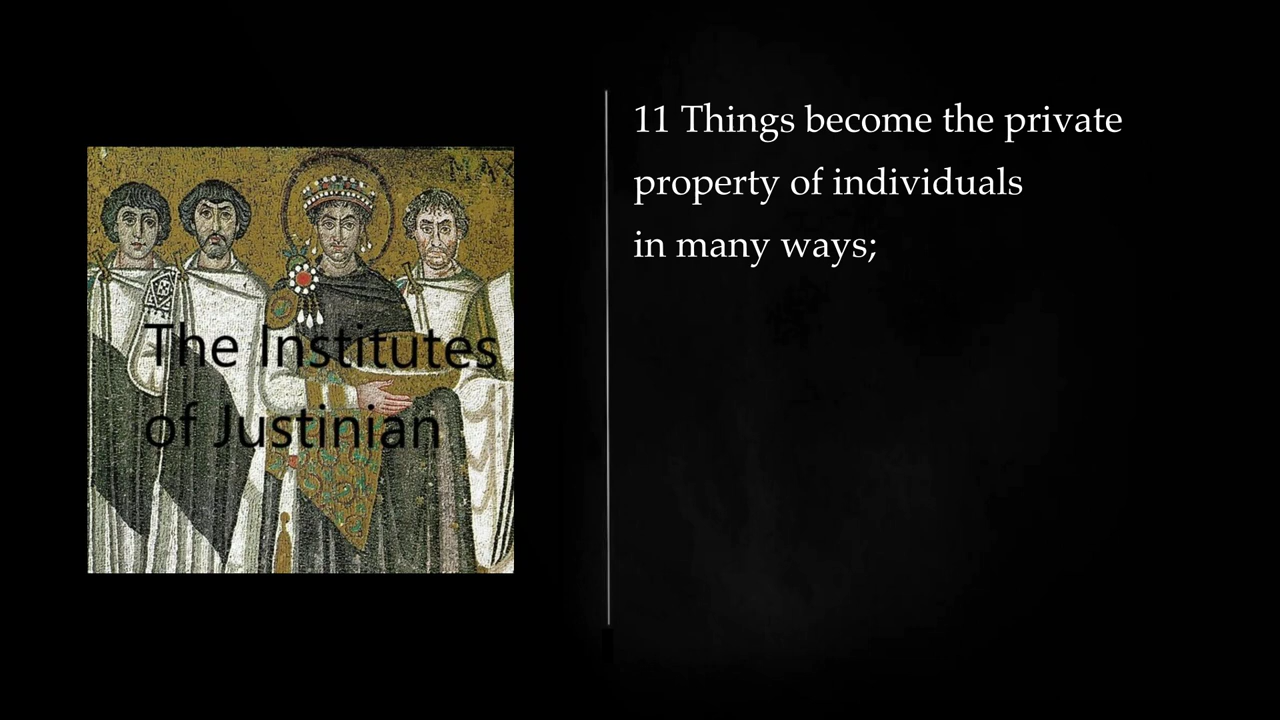 The Institutes
of Justinian
11 Things become the private
property of individuals
in many ways;